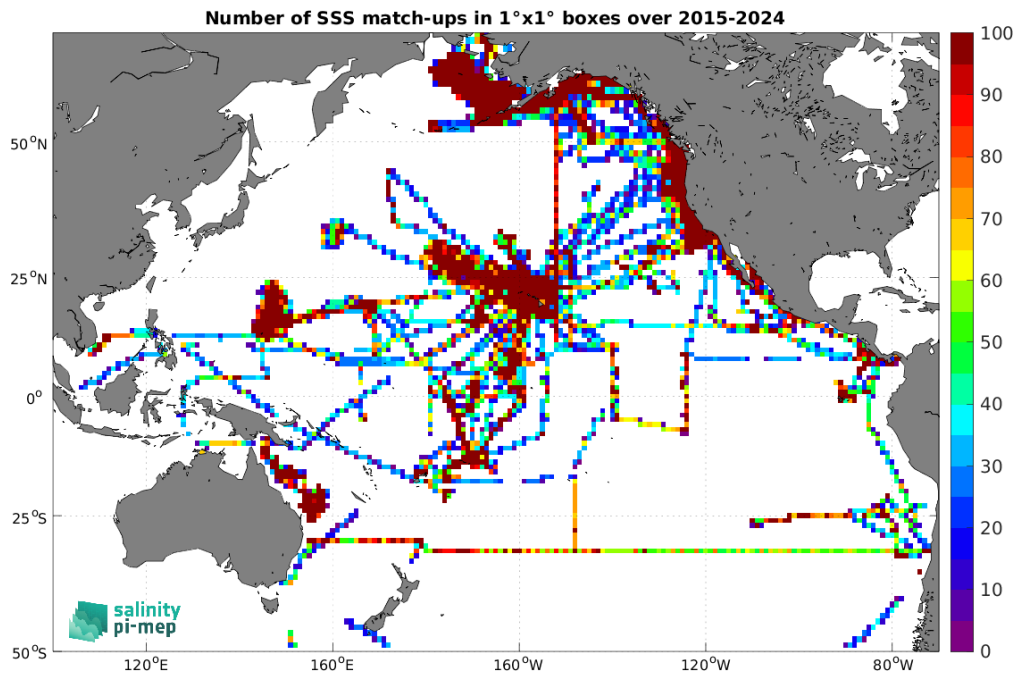 Number of SSS match-ups in 1°x1° boxes over 2015-2024
100
90
80
70
60
50
40
30
20
10
0
50°N
25°N
0°
25°S
50°S
120°E
160°E
160°W
120°W
80°W
salinity
pi-mep